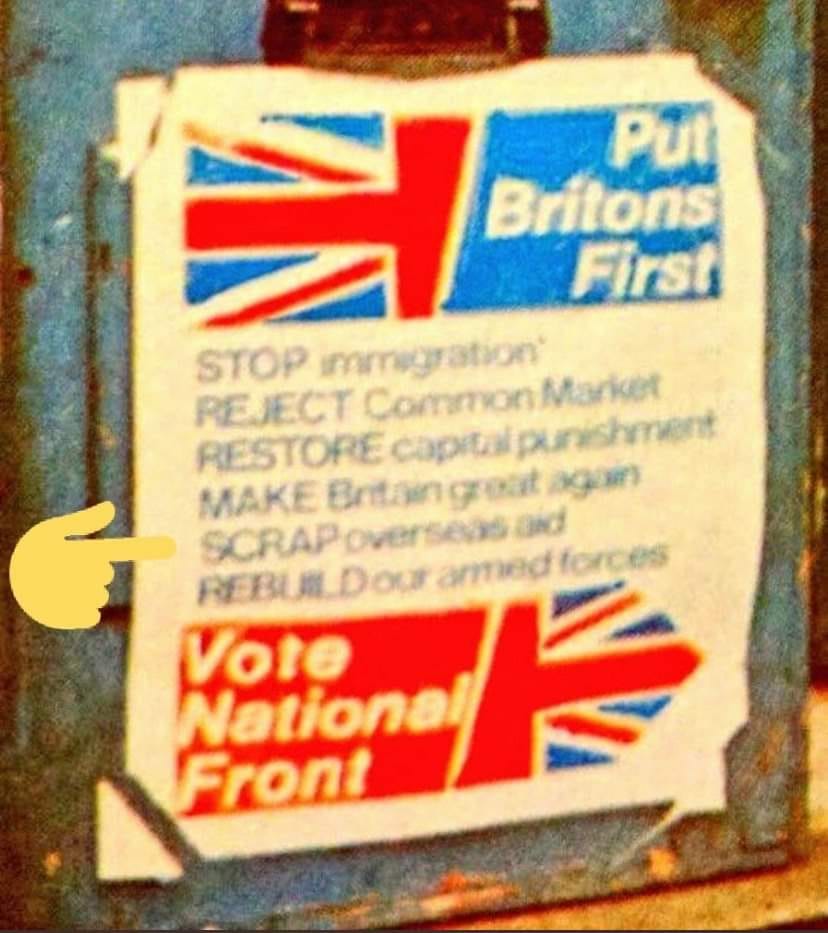 Put
Britons
First
STOP immigration
REJECT Common Market
RESTORE capital punishment
MAKE Britain great again
SCRAP overseas aid
REBUILD our armed forces
Vote
National
Front